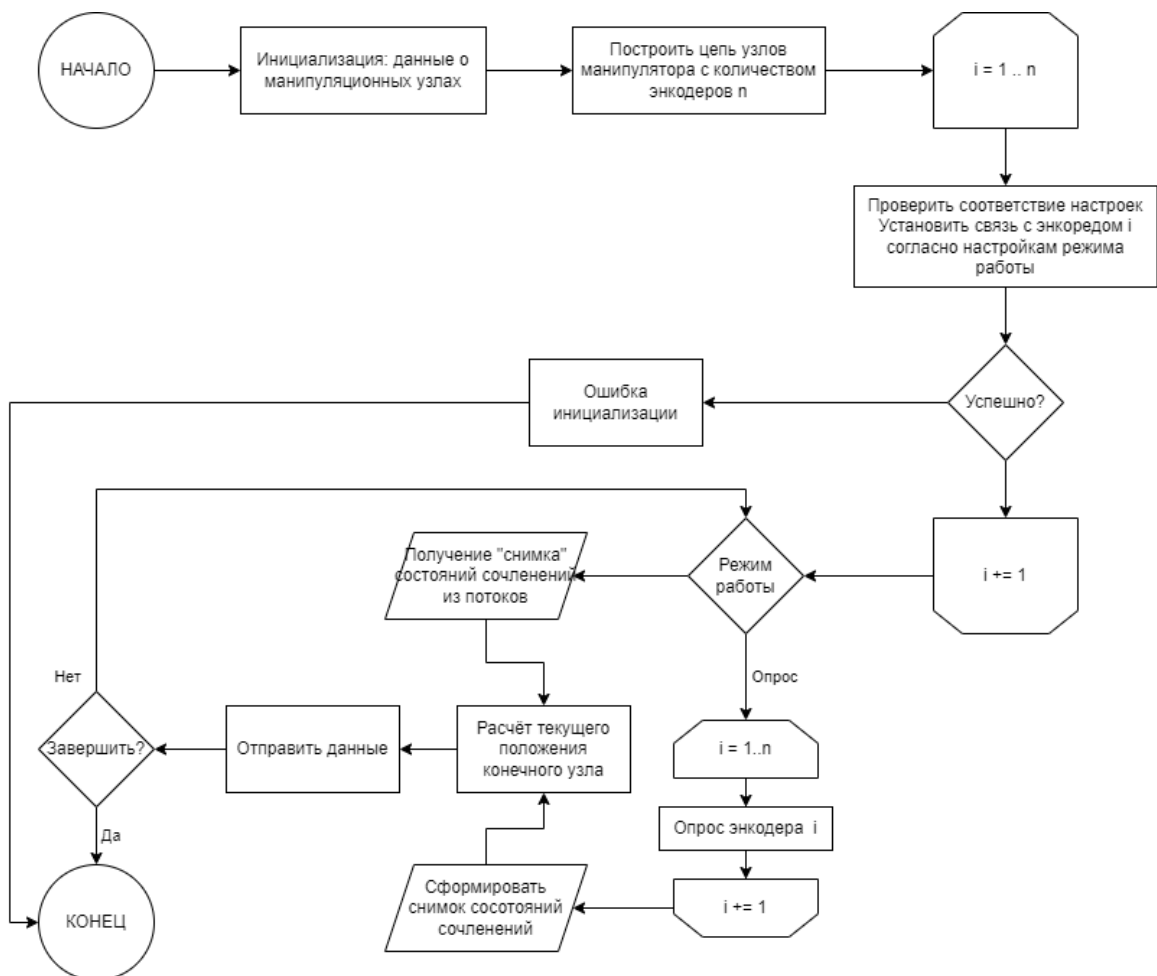 НАЧАЛО
Инициализация: данные о
манипуляционных узлах
Построить цепь узлов
манипулятора с количеством
энкодеров n
i = 1 .. n
Проверить соответствие настроек
Установить связь с энкоредом i
согласно настройкам режима
работы
Успешно?
Ошибка
инициализации
i += 1
Режим
работы
Получение "снимка"
состояний сочленений
из потоков
Опрос
i = 1..n
Опрос энкодера i
i += 1
Сформировать
снимок сосотояний
сочленений
Расчёт текущего
положения
конечного узла
Отправить данные
Завершить?
Нет
Да
КОНЕЦ